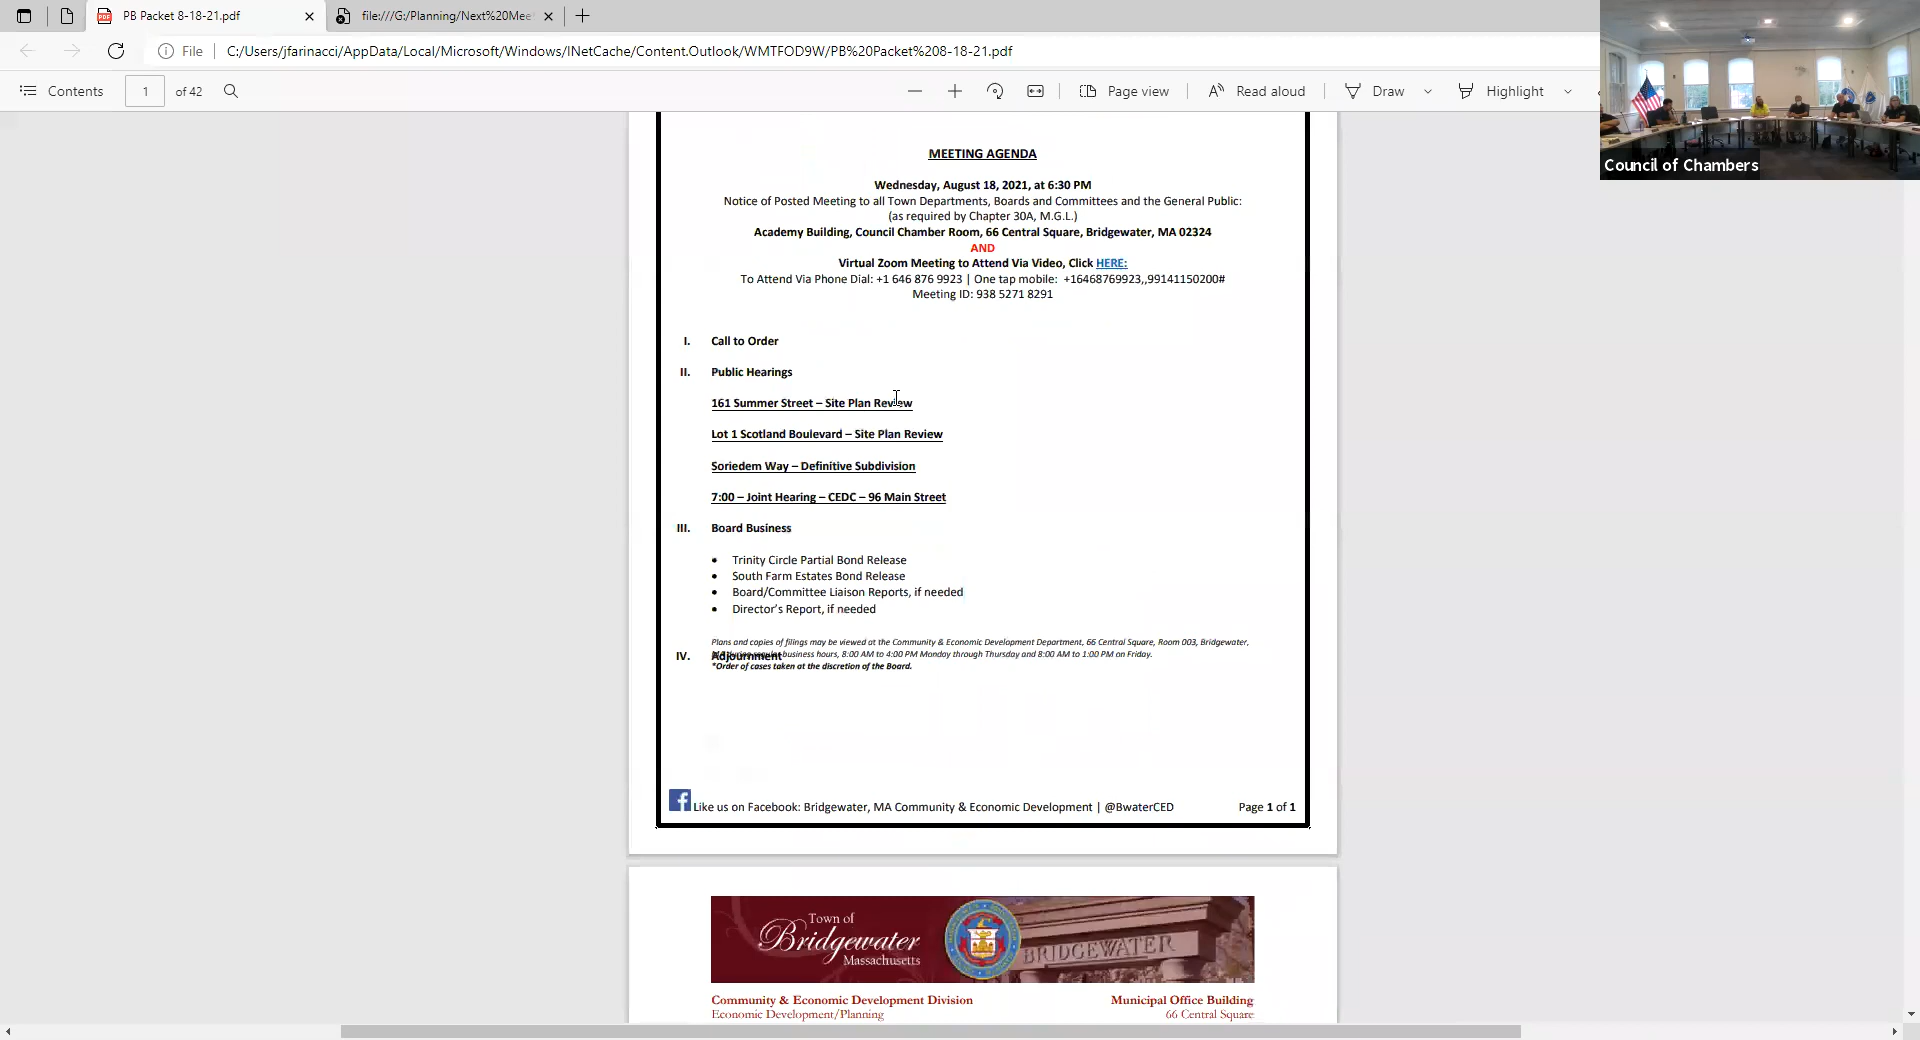 PB Packet 8-18-21.pdf
file:///G:/Planning/Next%20Mee
File
C:/Users/jfarinacci/AppData/Local/Microsoft/Windows/INetCache/Content.Outlook/WMTFOD9W/PB%20Packet%208-18-21.pdf
Contents
1
of 42
Page view
Read aloud
Draw
Highlight
Council of Chambers
MEETING AGENDA
Wednesday, August 18, 2021, at 6:30 PM
Notice of Posted Meeting to all Town Departments, Boards and Committees and the General Public:
(as required by Chapter 30A, M.G.L.)
Academy Building, Council Chamber Room, 66 Central Square, Bridgewater, MA 02324
AND
Virtual Zoom Meeting to Attend Via Video, Click HERE:
To Attend Via Phone Dial: +1 646 876 9923 | One tap mobile: +16468769923,,99141150200#
Meeting ID: 938 5271 8291
I. Call to Order
II. Public Hearings
161 Summer Street – Site Plan Review
Lot 1 Scotland Boulevard – Site Plan Review
Soriedem Way – Definitive Subdivision
7:00 – Joint Hearing – CEDC – 96 Main Street
III. Board Business
• Trinity Circle Partial Bond Release
• South Farm Estates Bond Release
• Board/Committee Liaison Reports, if needed
• Director's Report, if needed
Plans and copies of filings may be viewed at the Community & Economic Development Department, 66 Central Square, Room 003, Bridgewater,
IV. Adjournment
business hours, 8:00 AM to 4:00 PM Monday through Thursday and 8:00 AM to 1:00 PM on Friday.
*Order of cases taken at the discretion of the Board.
Like us on Facebook: Bridgewater, MA Community & Economic Development | @BwaterCED
Page 1 of 1
Town of
Bridgewater
Massachusetts
BRIDGEWATER
Community & Economic Development Division
Municipal Office Building
Economic Development/Planning
66 Central Square